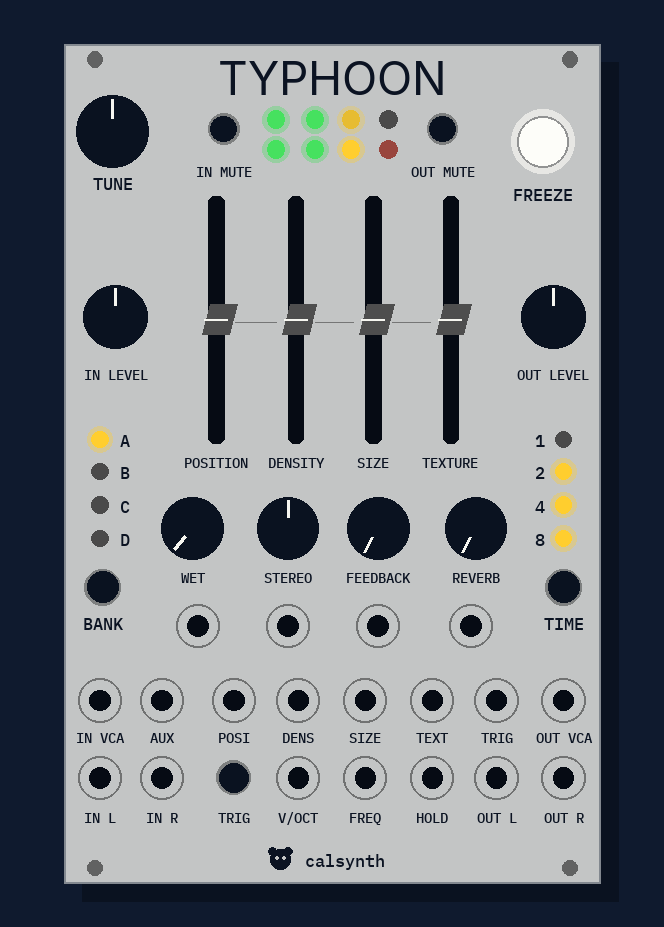 TYPHOON
TUNE
IN MUTE
OUT MUTE
FREEZE
IN LEVEL
OUT LEVEL
A
B
C
D
1
2
4
8
POSITION DENSITY SIZE TEXTURE
WET STEREO FEEDBACK REVERB
BANK
TIME
IN VCA AUX POSI DENS SIZE TEXT TRIG OUT VCA
IN L IN R TRIG V/OCT FREQ HOLD OUT L OUT R
calsynth